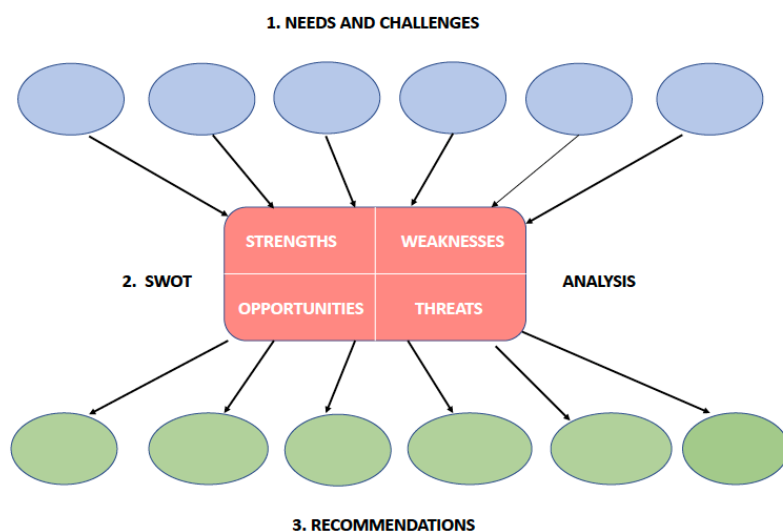 1. NEEDS AND CHALLENGES
STRENGTHS
WEAKNESSES
2. SWOT
ANALYSIS
OPPORTUNITIES
THREATS
3. RECOMMENDATIONS